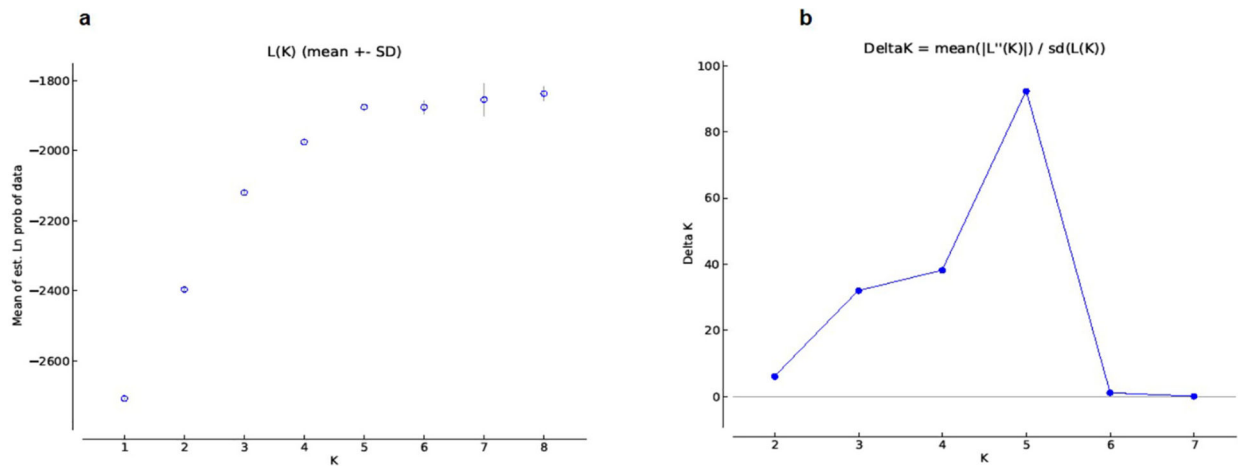 a
L(K) (mean +- SD)
Mean of est. Ln prob of data
−1800
−2000
−2200
−2400
−2600
1 2 3 4 5 6 7 8
K
b
DeltaK = mean(|L''(K)|) / sd(L(K))
Delta K
100
80
60
40
20
0
2 3 4 5 6 7
K